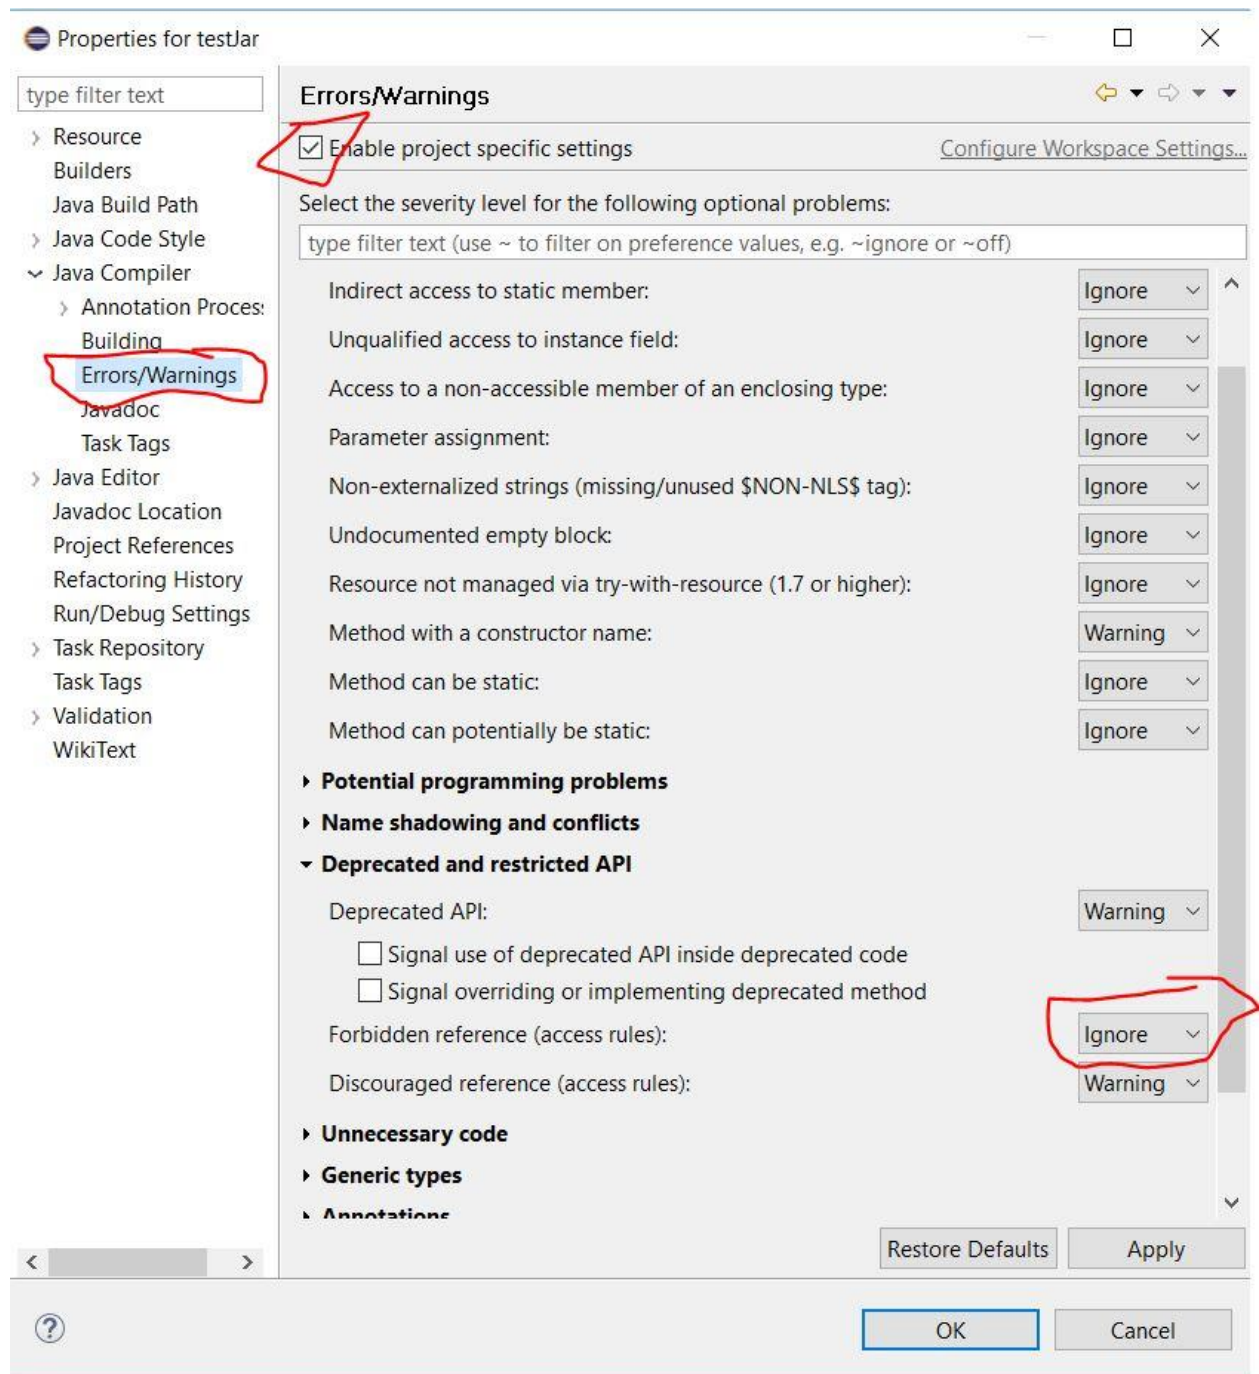 Properties for testJar
type filter text
Resource
Builders
Java Build Path
Java Code Style
Java Compiler
Annotation Proces
Building
Errors/Warnings
Javadoc
Task Tags
Java Editor
Javadoc Location
Project References
Refactoring History
Run/Debug Settings
Task Repository
Task Tags
Validation
WikiText
Errors/Warnings
Enable project specific settings
Configure Workspace Settings...
Select the severity level for the following optional problems:
type filter text (use ~ to filter on preference values, e.g. ~ignore or ~off)
Indirect access to static member: Ignore
Unqualified access to instance field: Ignore
Access to a non-accessible member of an enclosing type: Ignore
Parameter assignment: Ignore
Non-externalized strings (missing/unused $NON-NLS$ tag): Ignore
Undocumented empty block: Ignore
Resource not managed via try-with-resource (1.7 or higher): Ignore
Method with a constructor name: Warning
Method can be static: Ignore
Method can potentially be static: Ignore
Potential programming problems
Name shadowing and conflicts
Deprecated and restricted API
Deprecated API: Warning
Signal use of deprecated API inside deprecated code
Signal overriding or implementing deprecated method
Forbidden reference (access rules): Ignore
Discouraged reference (access rules): Warning
Unnecessary code
Generic types
Annotations
Restore Defaults Apply
? OK Cancel